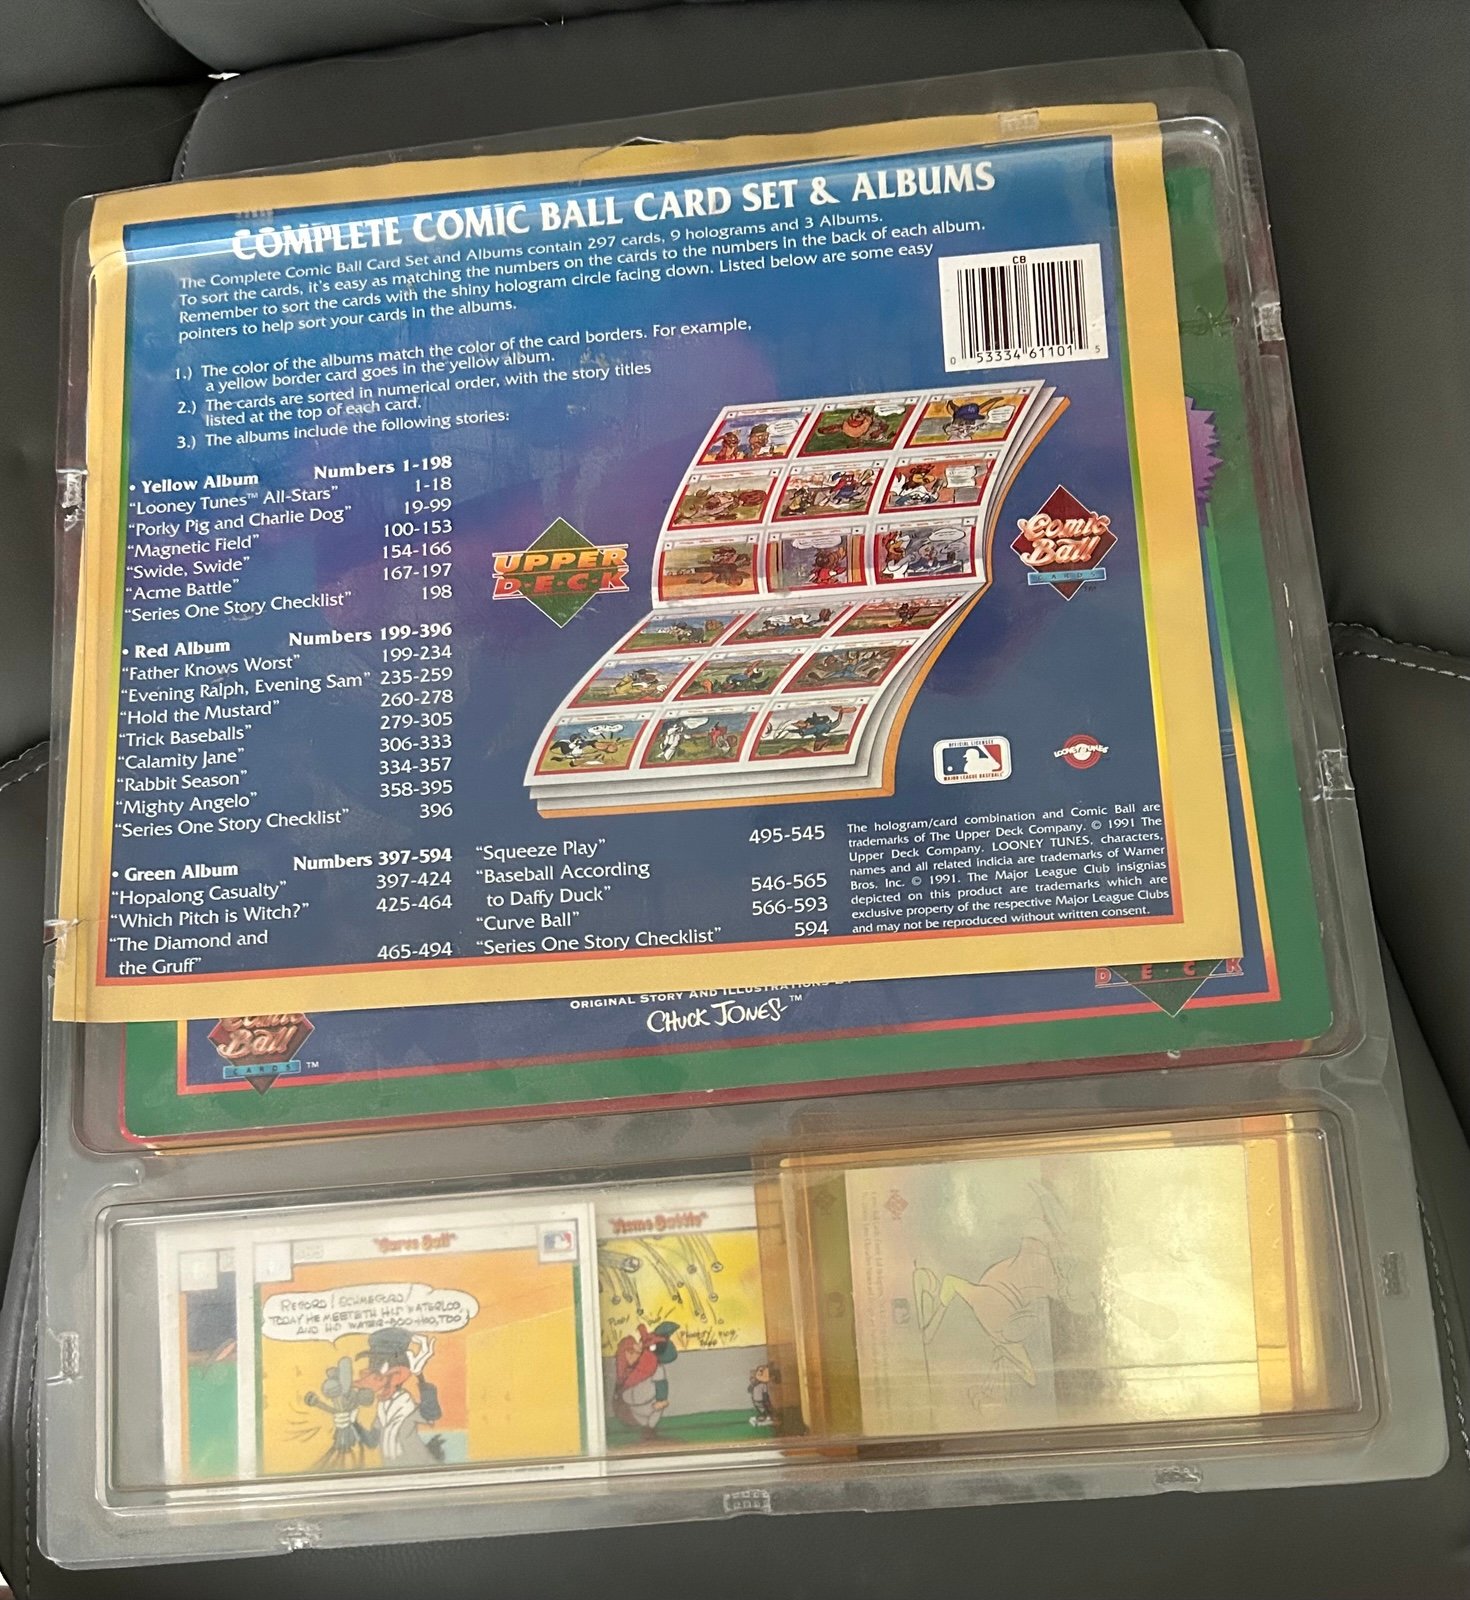 COMPLETE COMIC BALL CARD SET & ALBUMS
The Complete Comic Ball Card Set and Albums contain 297 cards, 9 holograms and 3 Albums.
To sort the cards, it's easy as matching the numbers on the cards to the numbers in the back of each album.
Remember to sort the cards with the shiny hologram circle facing down. Listed below are some easy
pointers to help sort your cards in the albums.
CB
0 53334 61101 5
1.) The color of the albums match the color of the card borders. For example,
a yellow border card goes in the yellow album.
2.) The cards are sorted in numerical order, with the story titles
listed at the top of each card.
3.) The albums include the following stories:
• Yellow Album Numbers 1-198
"Looney Tunes™ All-Stars" 1-18
"Porky Pig and Charlie Dog" 19-99
"Magnetic Field" 100-153
"Swide, Swide" 154-166
"Acme Battle" 167-197
"Series One Story Checklist" 198
• Red Album Numbers 199-396
"Father Knows Worst" 199-234
"Evening Ralph, Evening Sam" 235-259
"Hold the Mustard" 260-278
"Trick Baseballs" 279-305
"Calamity Jane" 306-333
"Rabbit Season" 334-357
"Mighty Angelo" 358-395
"Series One Story Checklist" 396
• Green Album Numbers 397-594
"Hopalong Casualty" 397-424
"Which Pitch is Witch?" 425-464
"The Diamond and
the Gruff" 465-494
"Squeeze Play" 495-545
"Baseball According
to Daffy Duck" 546-565
"Curve Ball" 566-593
"Series One Story Checklist" 594
UPPER
D·E·C·K
Comic
Ball
CARDS
TM
OFFICIAL LICENSEE
MAJOR LEAGUE BASEBALL
LOONEY TUNES
The hologram/card combination and Comic Ball are
trademarks of The Upper Deck Company. © 1991 The
Upper Deck Company. LOONEY TUNES, characters,
names and all related indicia are trademarks of Warner
Bros. Inc. © 1991. The Major League Club insignias
depicted on this product are trademarks which are
exclusive property of the respective Major League Clubs
and may not be reproduced without written consent.
ORIGINAL STORY AND ILLUSTRATIONS
CHUCK JONES ™
Comic
Ball
CARDS
TM
D·E·C·K
"Curve Ball"
TODAY HE MEETETH HIS WATERLOO,
AND HIS WATER-BOO-HOO, TOO
"Acme Battle"